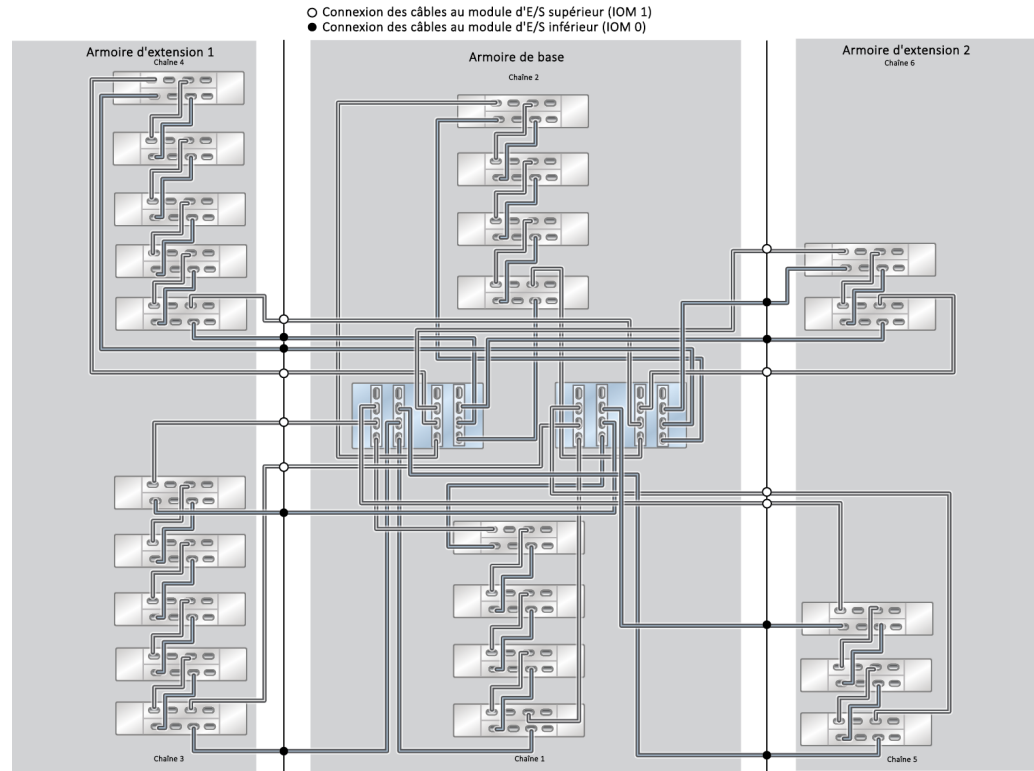 Connexion des câbles au module d'E/S supérieur (IOM 1)
Connexion des câbles au module d'E/S inférieur (IOM 0)
Armoire d'extension 1
Chaîne 4
Armoire de base
Chaîne 2
Armoire d'extension 2
Chaîne 6
Chaîne 3
Chaîne 1
Chaîne 5